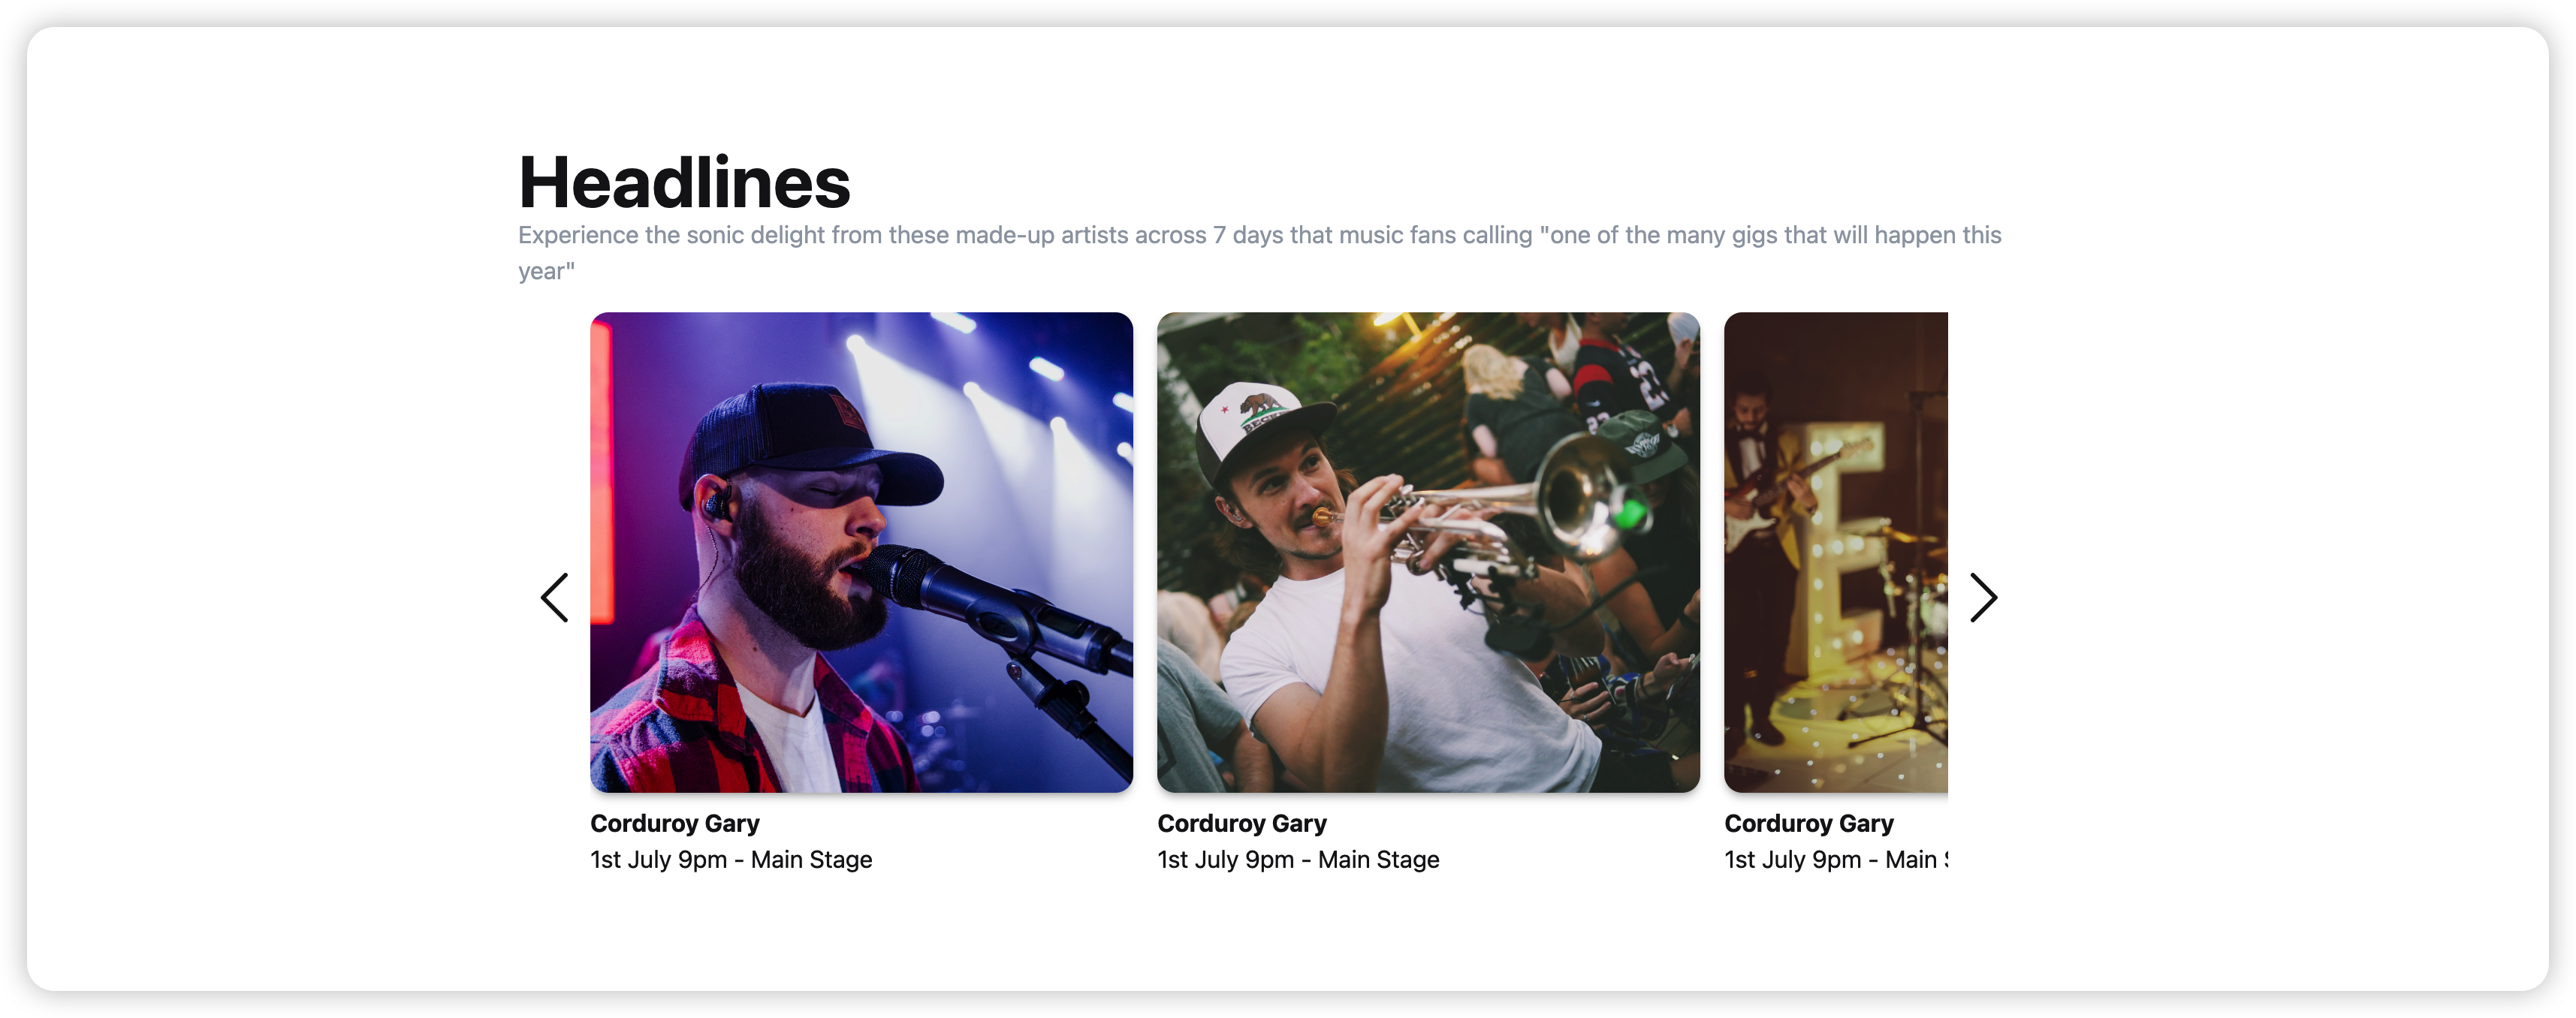 Headlines
Experience the sonic delight from these made-up artists across 7 days that music fans calling "one of the many gigs that will happen this
year"
Corduroy Gary
1st July 9pm - Main Stage
Corduroy Gary
1st July 9pm - Main Stage
Corduroy Gary
1st July 9pm - Main